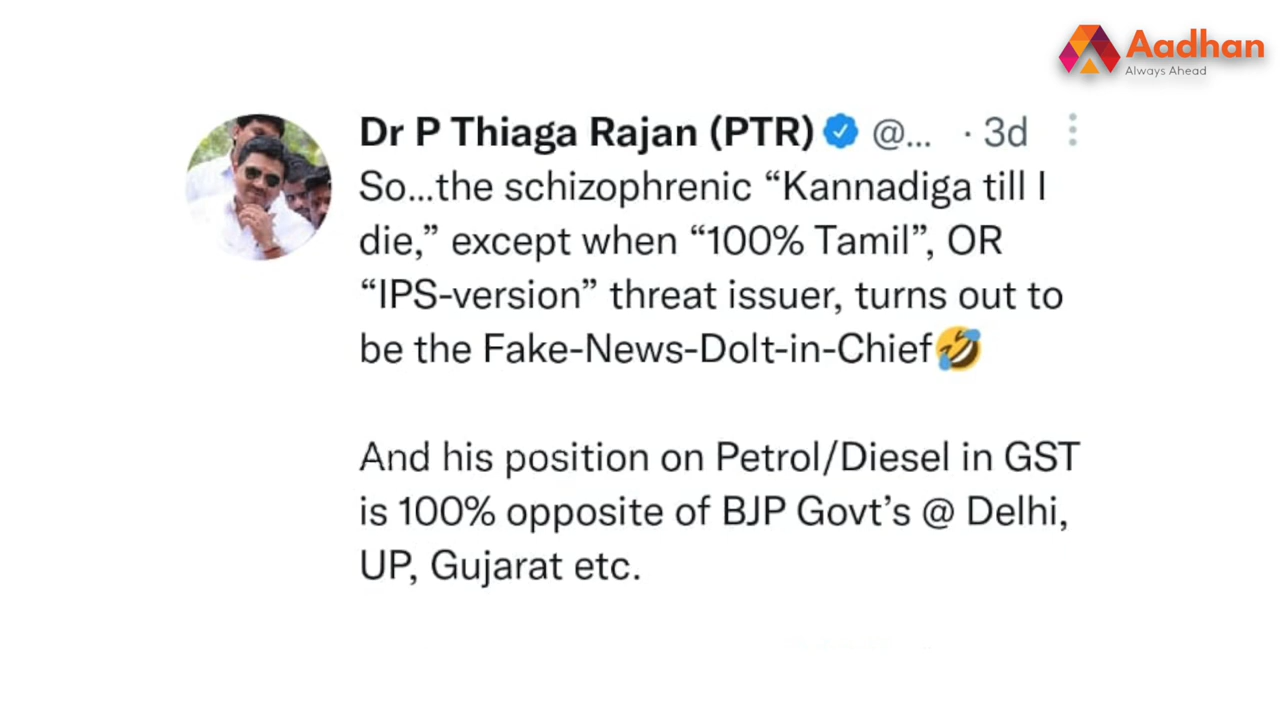 Aadhan
Always Ahead
Dr P Thiaga Rajan (PTR) @... · 3d
So...the schizophrenic “Kannadiga till I
die,” except when “100% Tamil”, OR
“IPS-version” threat issuer, turns out to
be the Fake-News-Dolt-in-Chief🤣
And his position on Petrol/Diesel in GST
is 100% opposite of BJP Govt’s @ Delhi,
UP, Gujarat etc.